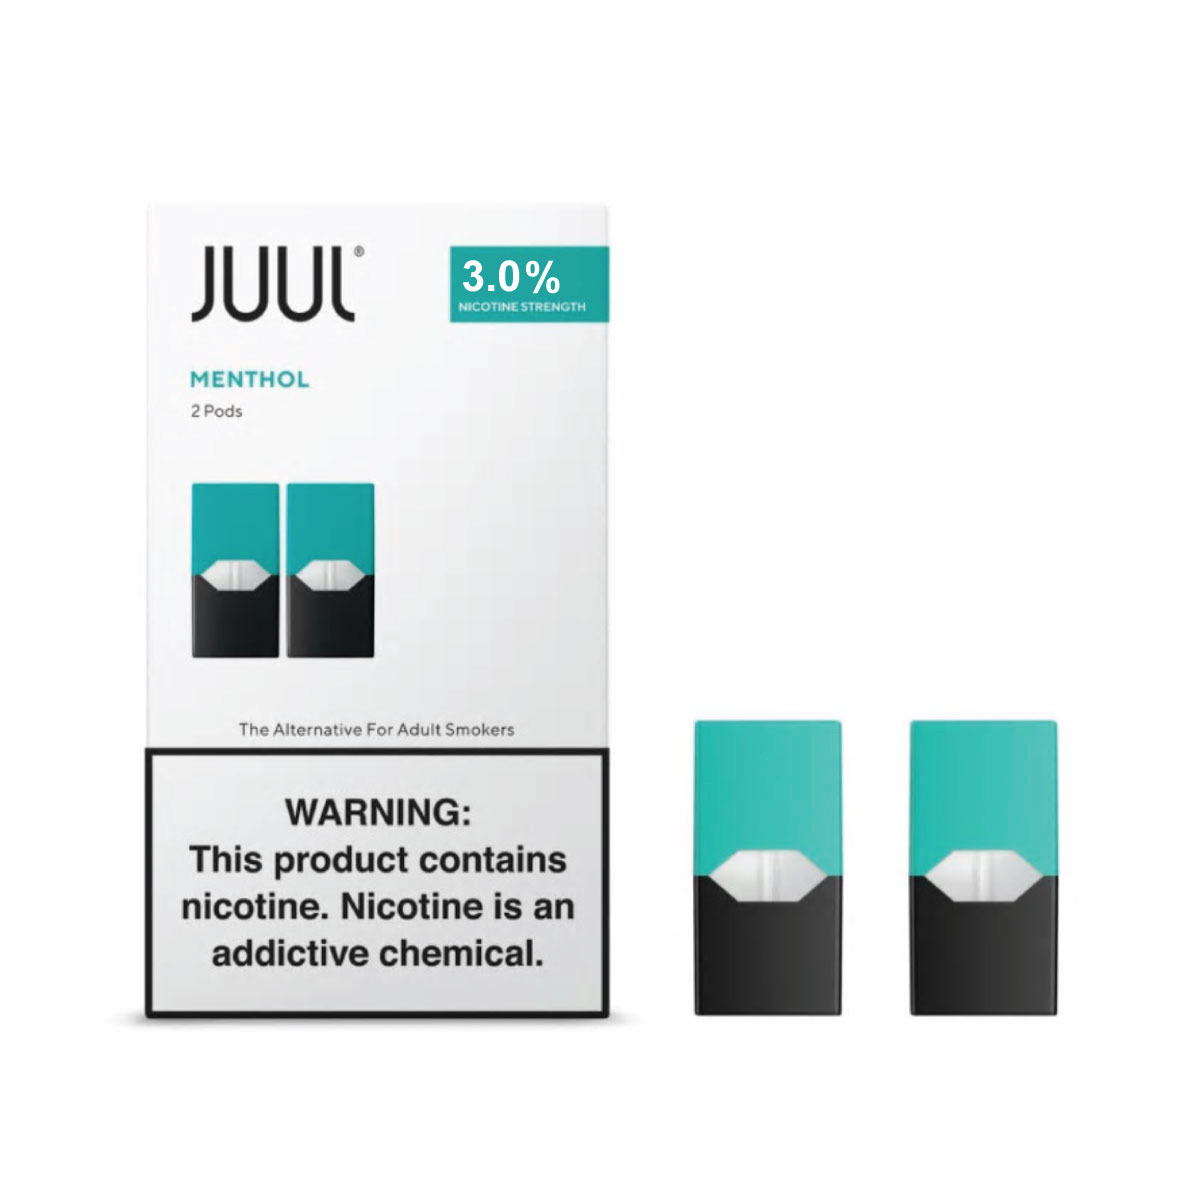 JUUL®
3.0%
NICOTINE STRENGTH
MENTHOL
2 Pods
The Alternative For Adult Smokers
WARNING:
This product contains
nicotine. Nicotine is an
addictive chemical.